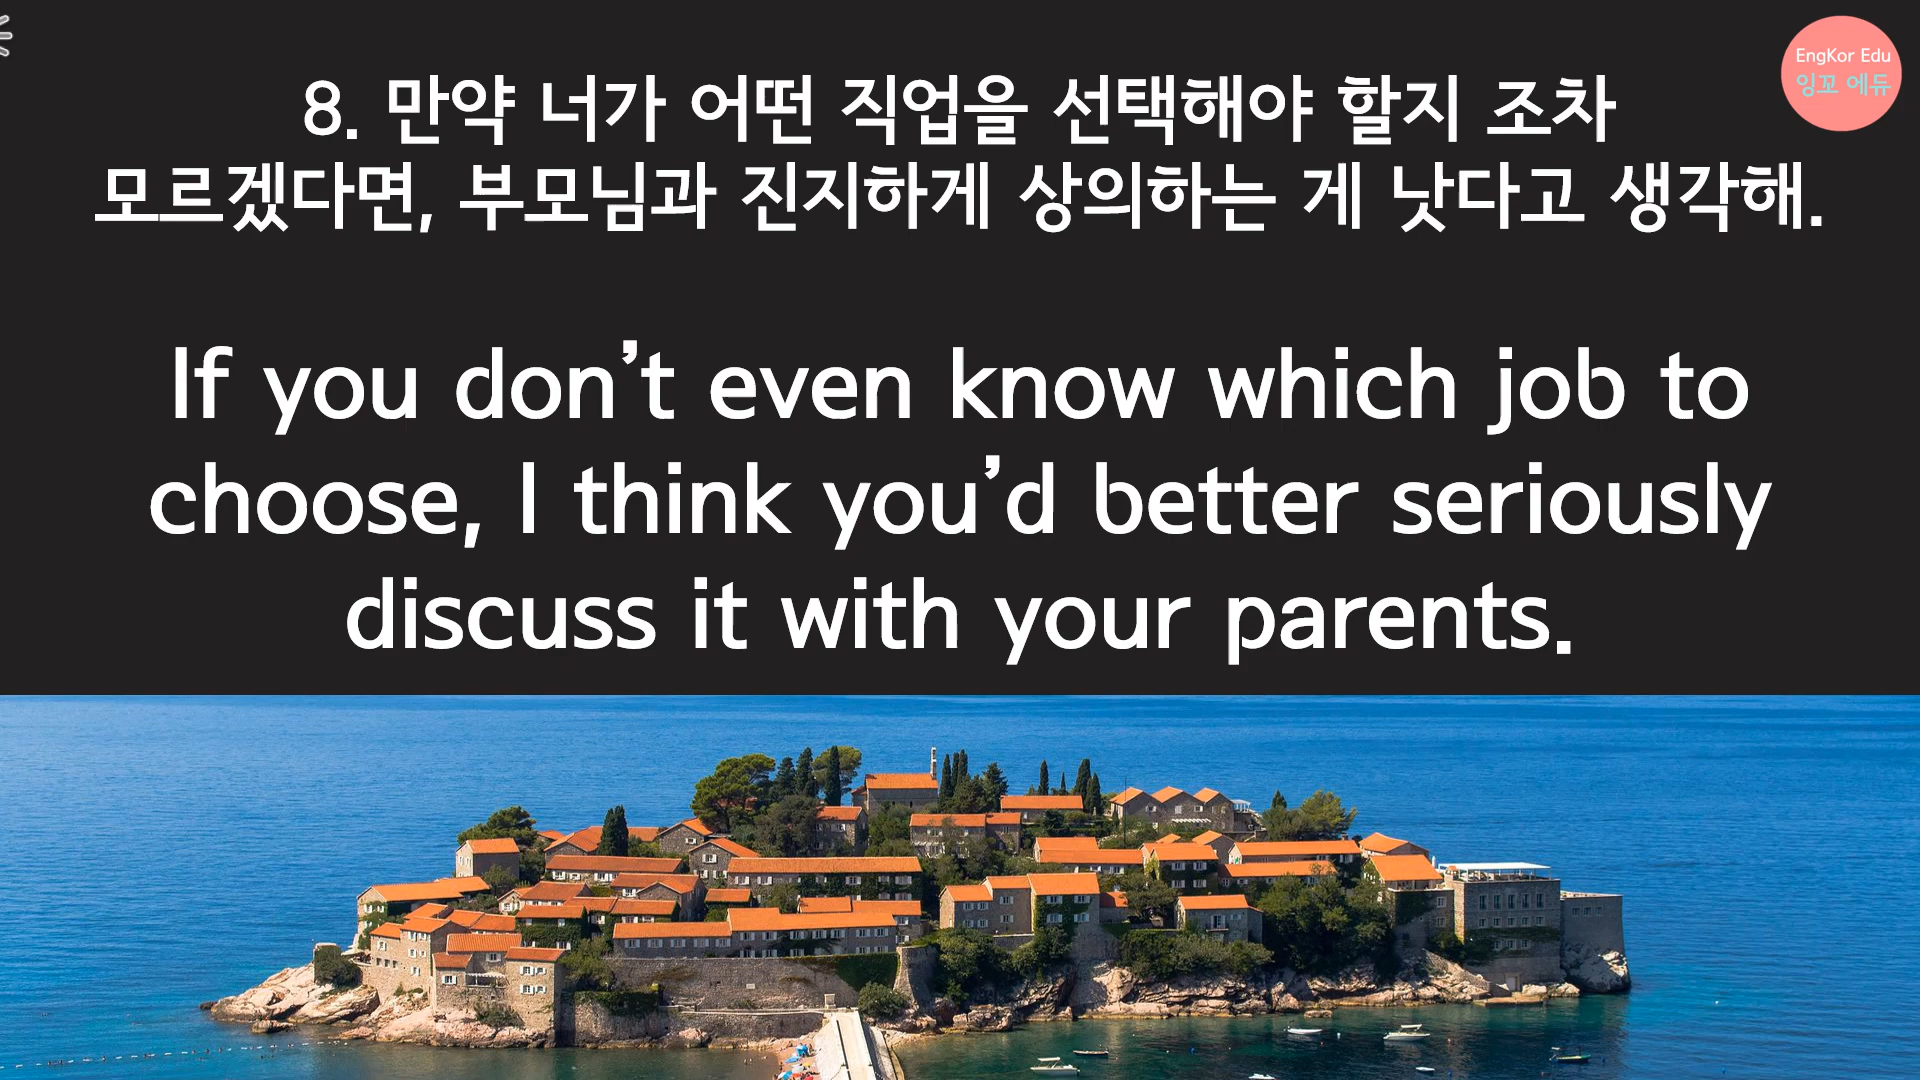 EngKor Edu
잉꼬 에듀
8. 만약 너가 어떤 직업을 선택해야 할지 조차
모르겠다면, 부모님과 진지하게 상의하는 게 낫다고 생각해.
If you don’t even know which job to
choose, I think you’d better seriously
discuss it with your parents.